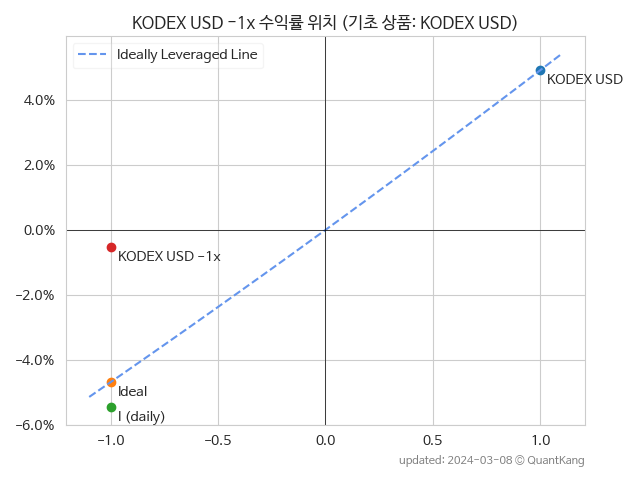 KODEX USD -1x 수익률 위치 (기초 상품: KODEX USD)
Ideally Leveraged Line
KODEX USD
4.0%
2.0%
0.0%
KODEX USD -1x
-2.0%
-4.0%
Ideal
I (daily)
-6.0%
-1.0 -0.5 0.0 0.5 1.0
updated: 2024-03-08 © QuantKang